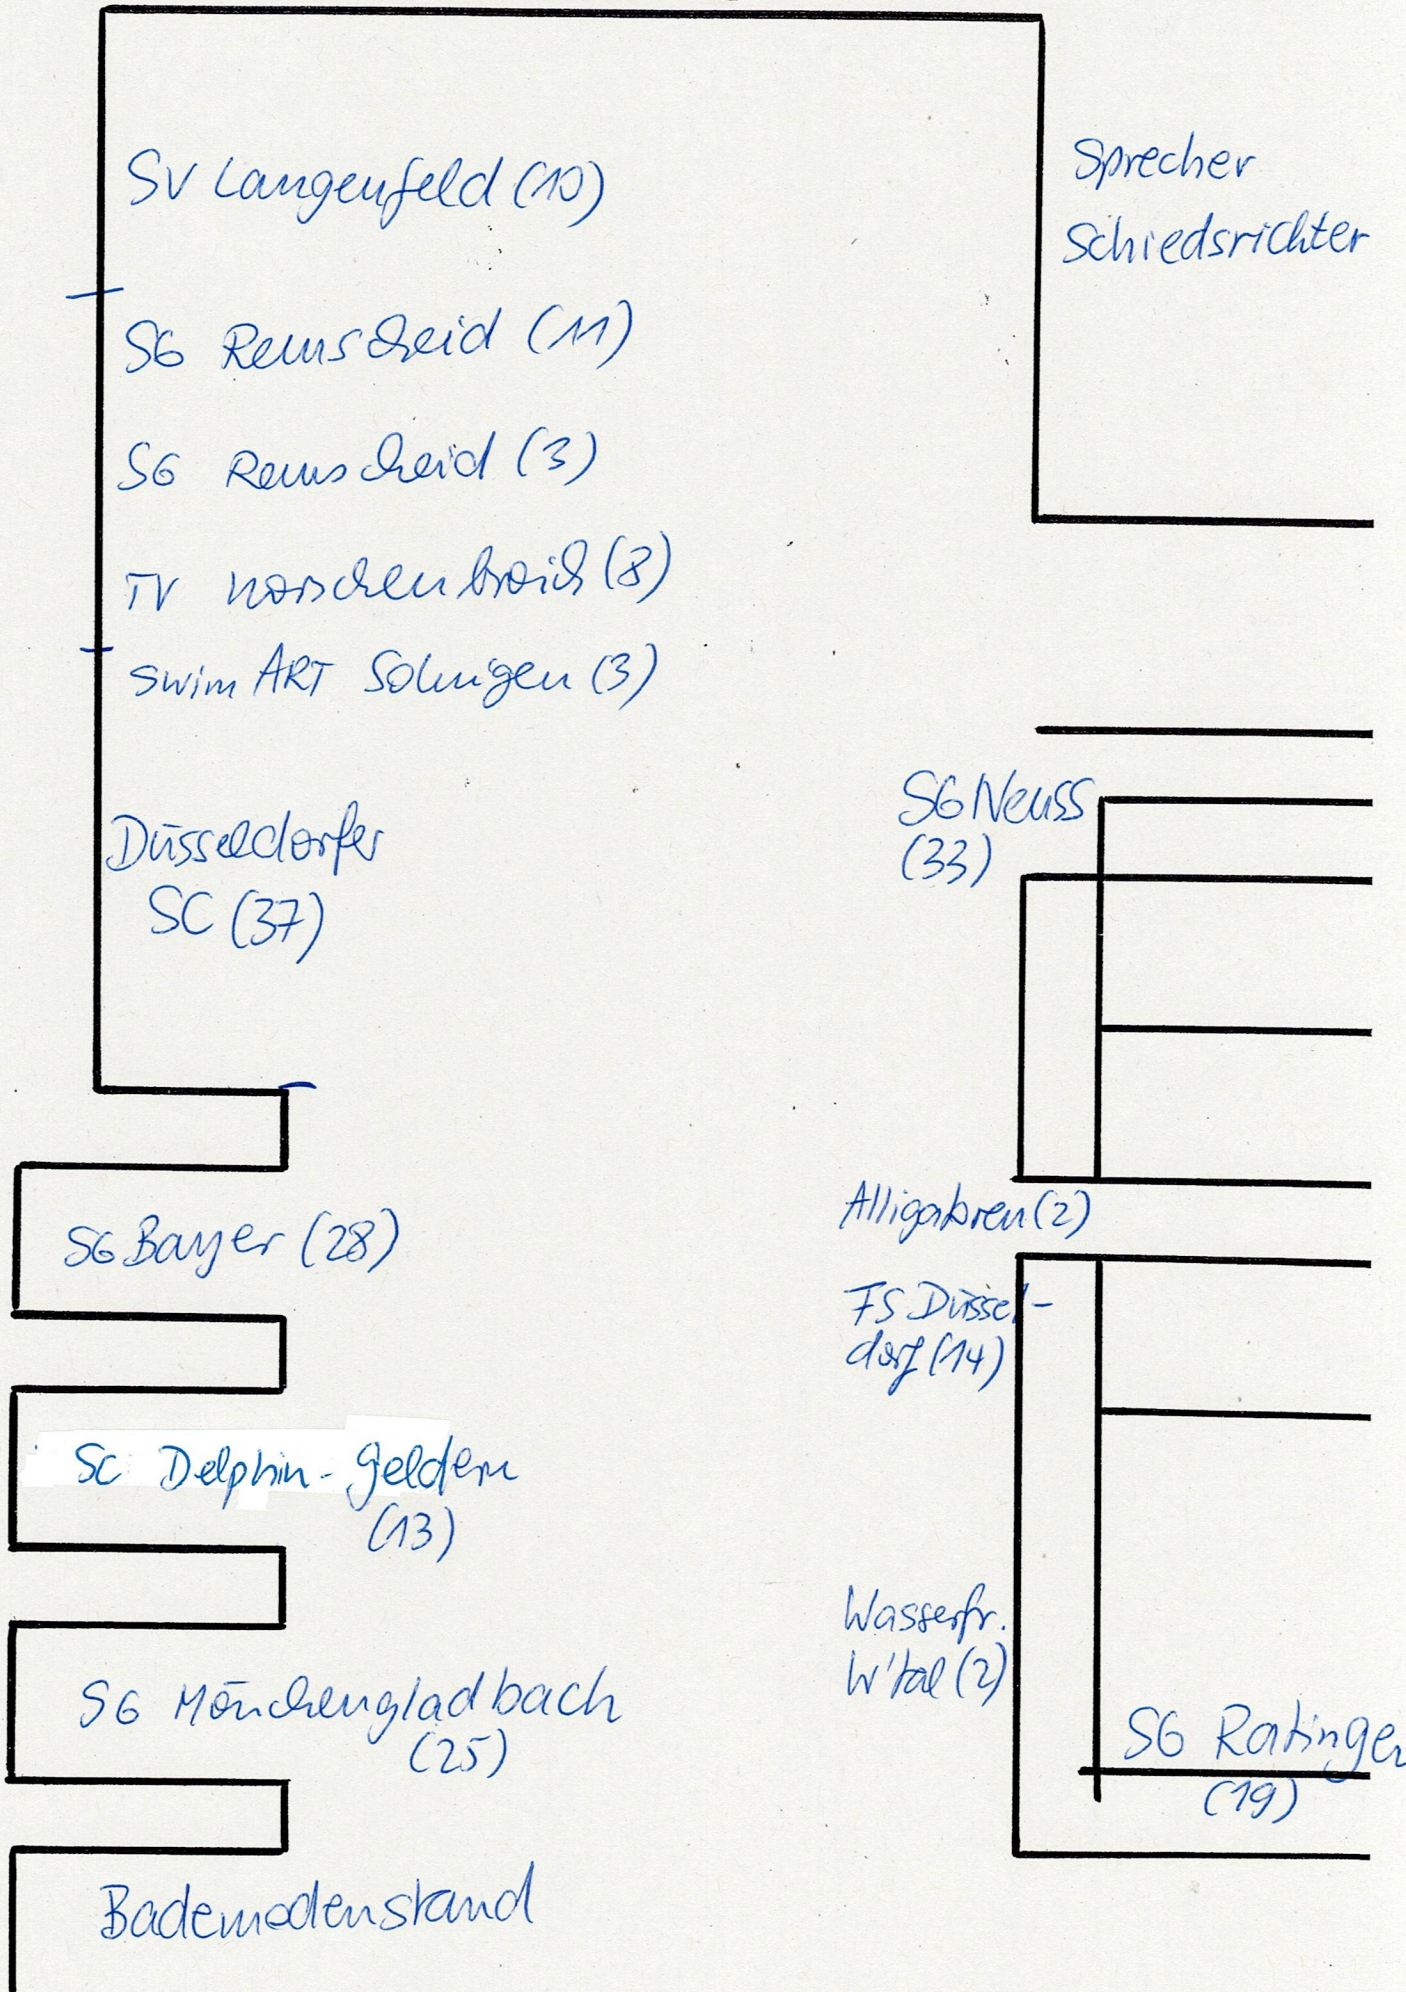 SV Langenfeld (10)
SG Remscheid (11)
SG Remscheid (3)
TV Korschenbroich (8)
Swim ART Solingen (3)
Düsseldorfer
SC (37)
SG Bayer (28)
SC Delphin-Geldern
(13)
SG Mönchengladbach
(25)
Bademodenstand
Sprecher
Schiedsrichter
SG Neuss
(33)
Alligatoren (2)
FS Düssel-
dorf (14)
Wasserfr.
W'tal (2)
SG Ratingen
(19)